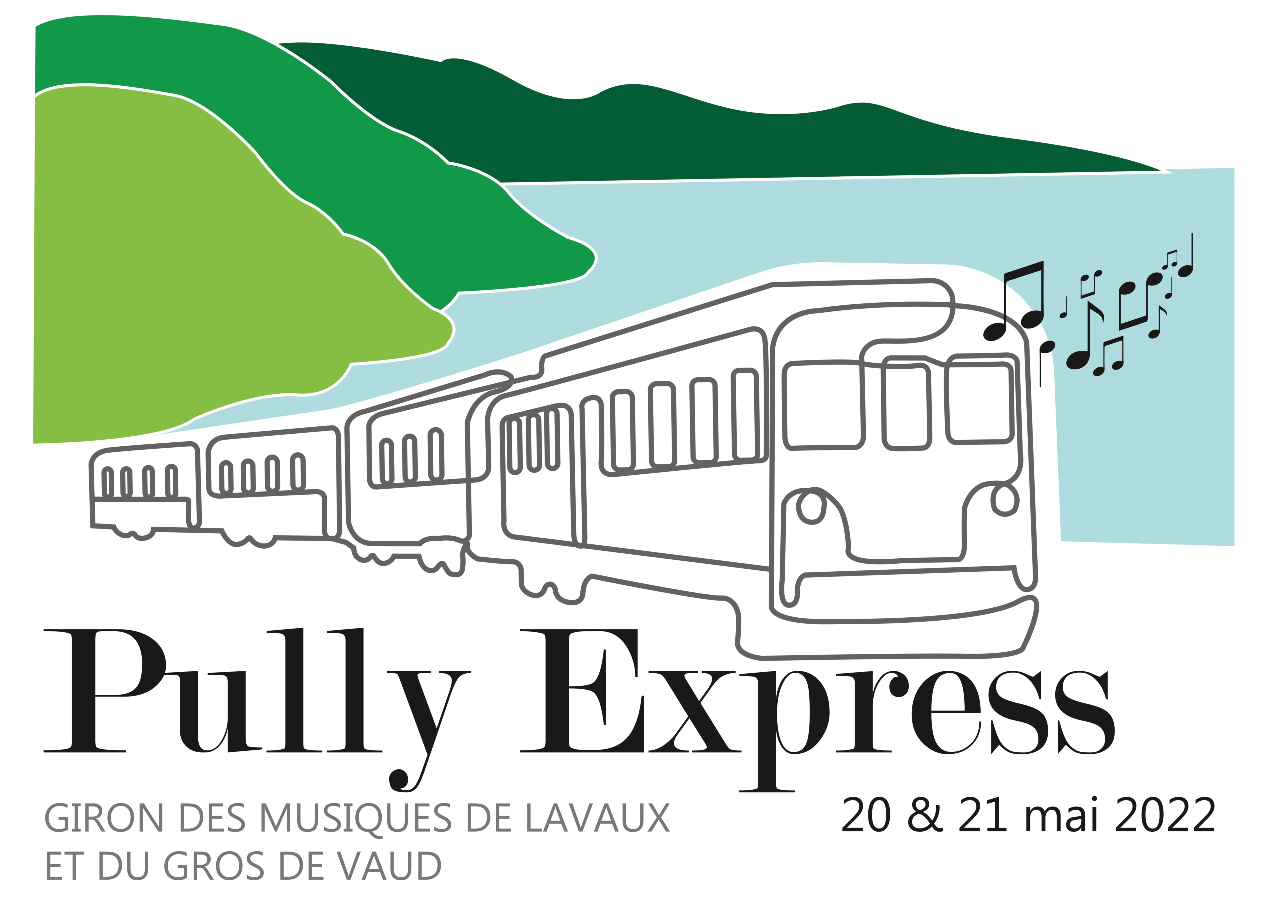 Pully Express
GIRON DES MUSIQUES DE LAVAUX
ET DU GROS DE VAUD
20 & 21 mai 2022